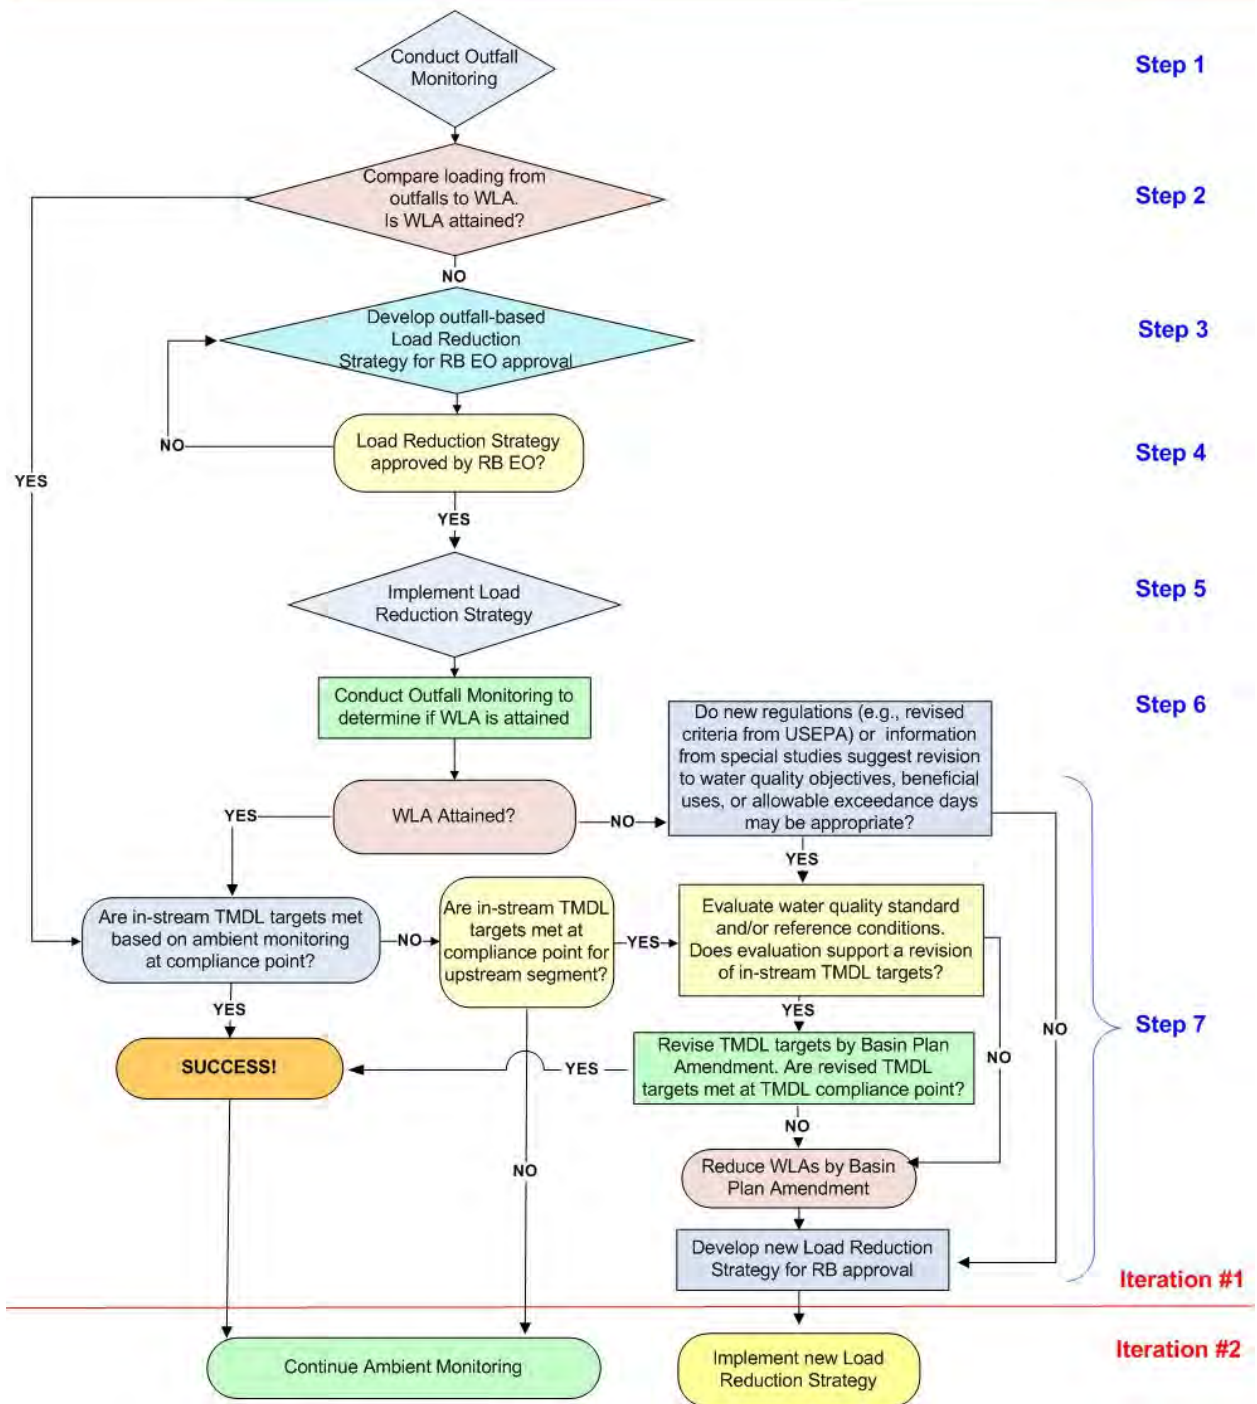 Conduct Outfall
Monitoring
Step 1
Compare loading from
outfalls to WLA.
Is WLA attained?
Step 2
NO
Develop outfall-based
Load Reduction
Strategy for RB EO approval
Step 3
NO
Load Reduction Strategy
approved by RB EO?
Step 4
YES
YES
Implement Load
Reduction Strategy
Step 5
Conduct Outfall Monitoring to
determine if WLA is attained
Step 6
Do new regulations (e.g., revised
criteria from USEPA) or information
from special studies suggest revision
to water quality objectives, beneficial
uses, or allowable exceedance days
may be appropriate?
YES
WLA Attained?
NO
YES
Are in-stream TMDL targets met
based on ambient monitoring
at compliance point?
NO
Are in-stream TMDL
targets met at
compliance point for
upstream segment?
YES
Evaluate water quality standard
and/or reference conditions.
Does evaluation support a revision
of in-stream TMDL targets?
YES
YES
NO
Step 7
SUCCESS!
YES
Revise TMDL targets by Basin Plan
Amendment. Are revised TMDL
targets met at TMDL compliance point?
NO
NO
NO
Reduce WLAs by Basin
Plan Amendment
Develop new Load Reduction
Strategy for RB approval
Iteration #1
Continue Ambient Monitoring
Implement new Load
Reduction Strategy
Iteration #2